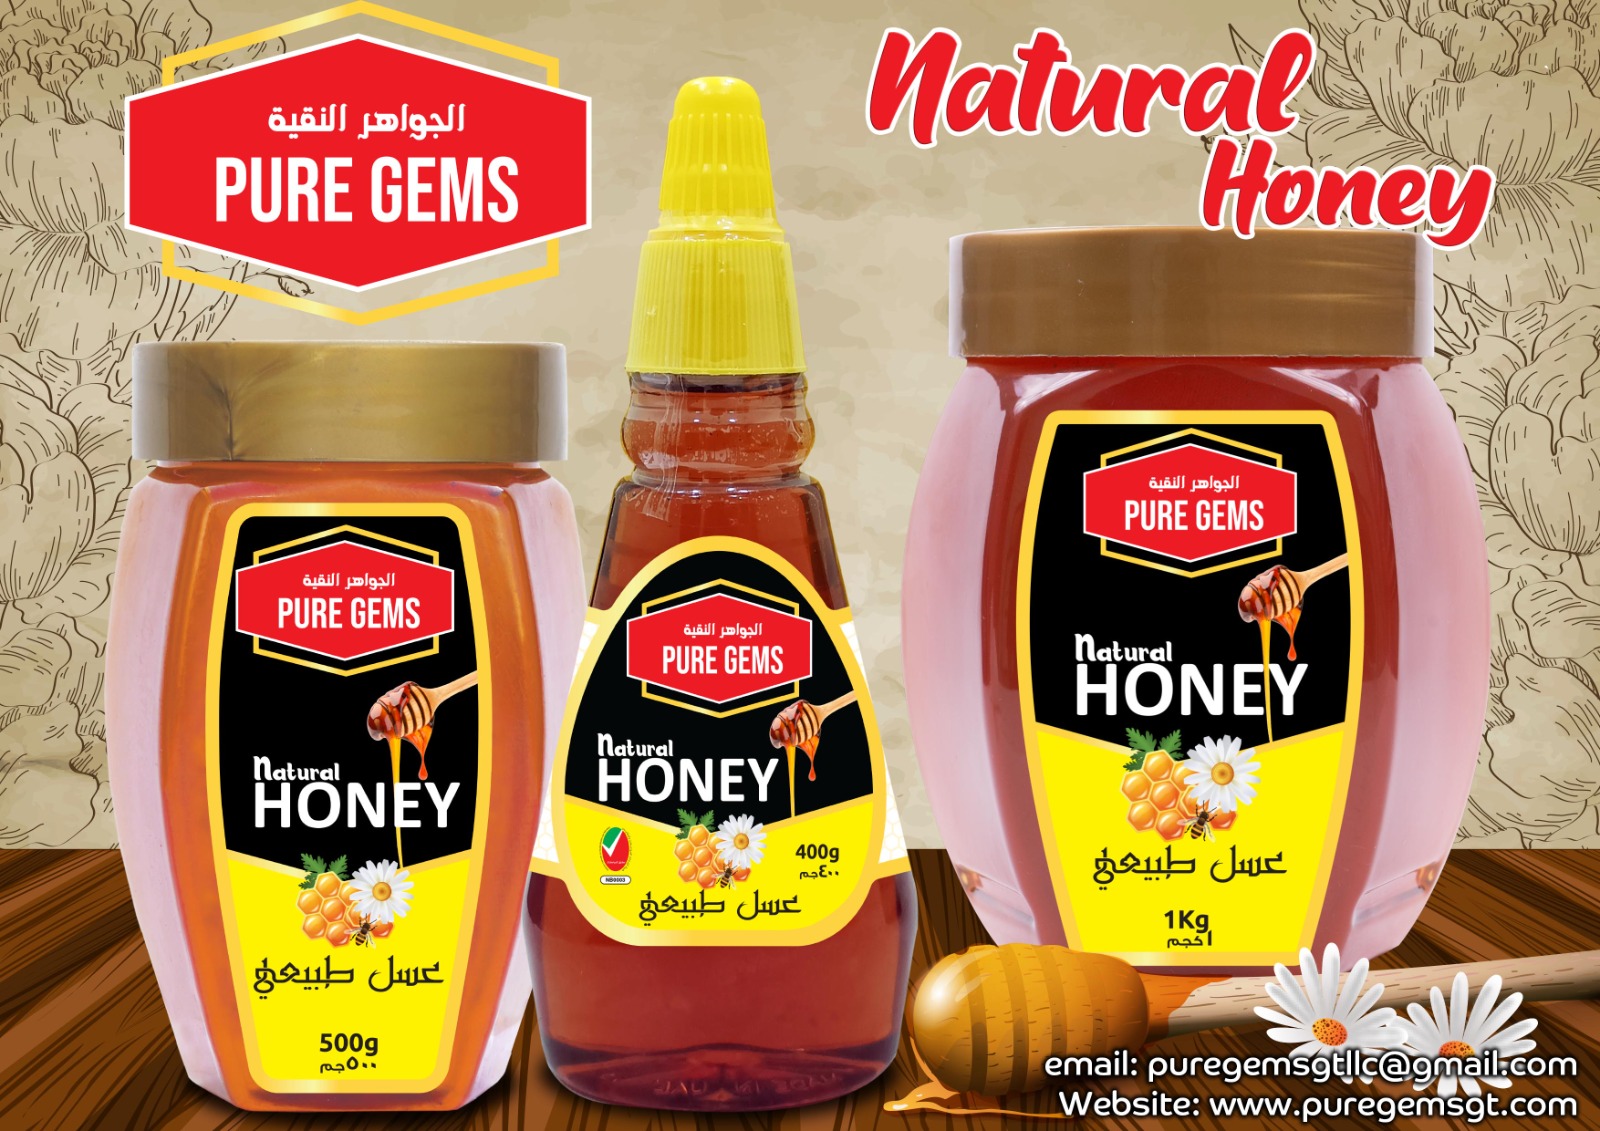 الجواهر النقية
PURE GEMS
Natural
Honey
الجواهر النقية
PURE GEMS
Natural
HONEY
عسل طبيعي
500g
٥٠٠جم
الجواهر النقية
PURE GEMS
Natural
HONEY
400g
٤٠٠جم
NB0003
عسل طبيعي
الجواهر النقية
PURE GEMS
Natural
HONEY
عسل طبيعي
1Kg
١كجم
email: puregemsgtllc@gmail.com
Website: www.puregemsgt.com